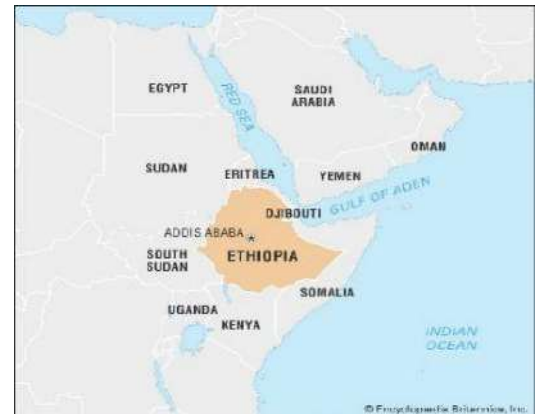 EGYPT
RED SEA
SAUDI
ARABIA
OMAN
SUDAN
ERITREA
YEMEN
DJIBOUTI
GULF OF ADEN
ADDIS ABABA
SOUTH
SUDAN
ETHIOPIA
SOMALIA
UGANDA
KENYA
INDIAN
OCEAN
© Encyclopædia Britannica, Inc.